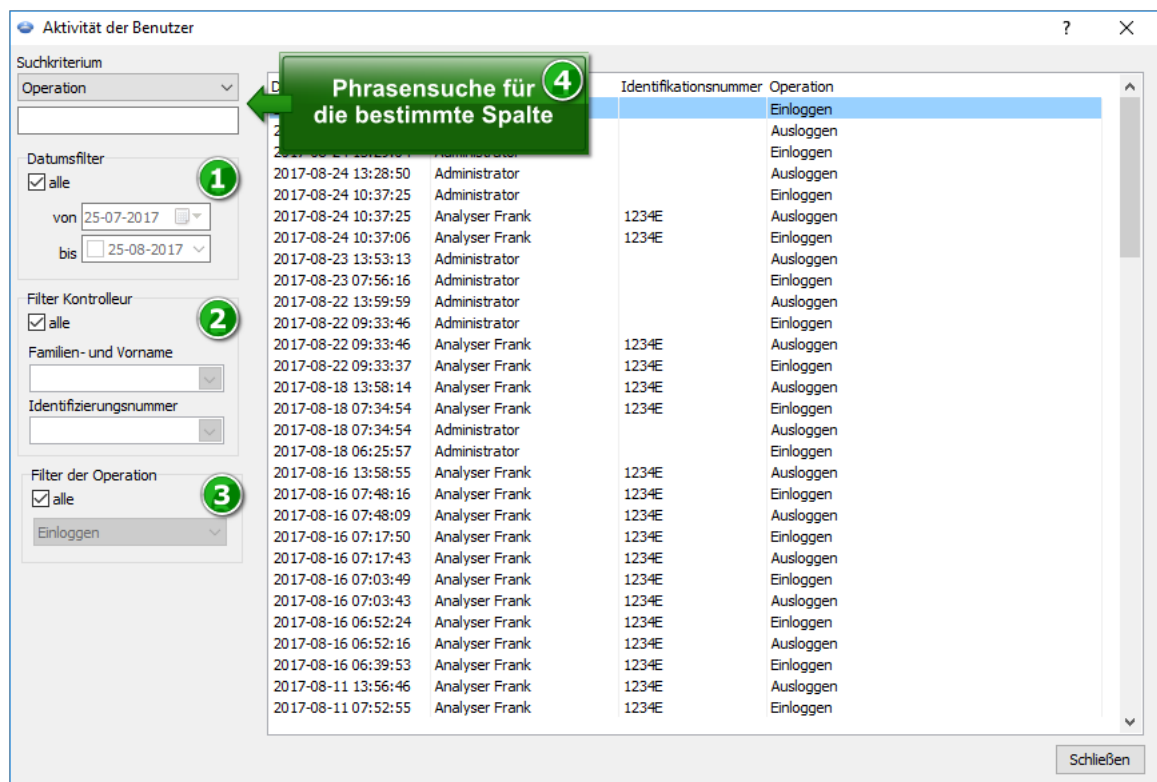 Aktivität der Benutzer ? ×
Suchkriterium
Operation
Phrasensuche für 4
die bestimmte Spalte
Datumsfilter 1
alle
von 25-07-2017
bis 25-08-2017
Filter Kontrolleur 2
alle
Familien- und Vorname
Identifizierungsnummer
Filter der Operation 3
alle
Einloggen
D Identifikationsnummer Operation
Einloggen
2 Ausloggen
Einloggen
2017-08-24 13:28:50 Administrator Ausloggen
2017-08-24 10:37:25 Administrator Einloggen
2017-08-24 10:37:25 Analyser Frank 1234E Ausloggen
2017-08-24 10:37:06 Analyser Frank 1234E Einloggen
2017-08-23 13:53:13 Administrator Ausloggen
2017-08-23 07:56:16 Administrator Einloggen
2017-08-22 13:59:59 Administrator Ausloggen
2017-08-22 09:33:46 Administrator Einloggen
2017-08-22 09:33:46 Analyser Frank 1234E Ausloggen
2017-08-22 09:33:37 Analyser Frank 1234E Einloggen
2017-08-18 13:58:14 Analyser Frank 1234E Ausloggen
2017-08-18 07:34:54 Analyser Frank 1234E Einloggen
2017-08-18 07:34:54 Administrator Ausloggen
2017-08-18 06:25:57 Administrator Einloggen
2017-08-16 13:58:55 Analyser Frank 1234E Ausloggen
2017-08-16 07:48:16 Analyser Frank 1234E Einloggen
2017-08-16 07:48:09 Analyser Frank 1234E Ausloggen
2017-08-16 07:17:50 Analyser Frank 1234E Einloggen
2017-08-16 07:17:43 Analyser Frank 1234E Ausloggen
2017-08-16 07:03:49 Analyser Frank 1234E Einloggen
2017-08-16 07:03:43 Analyser Frank 1234E Ausloggen
2017-08-16 06:52:24 Analyser Frank 1234E Einloggen
2017-08-16 06:52:16 Analyser Frank 1234E Ausloggen
2017-08-16 06:39:53 Analyser Frank 1234E Einloggen
2017-08-11 13:56:46 Analyser Frank 1234E Ausloggen
2017-08-11 07:52:55 Analyser Frank 1234E Einloggen
Schließen